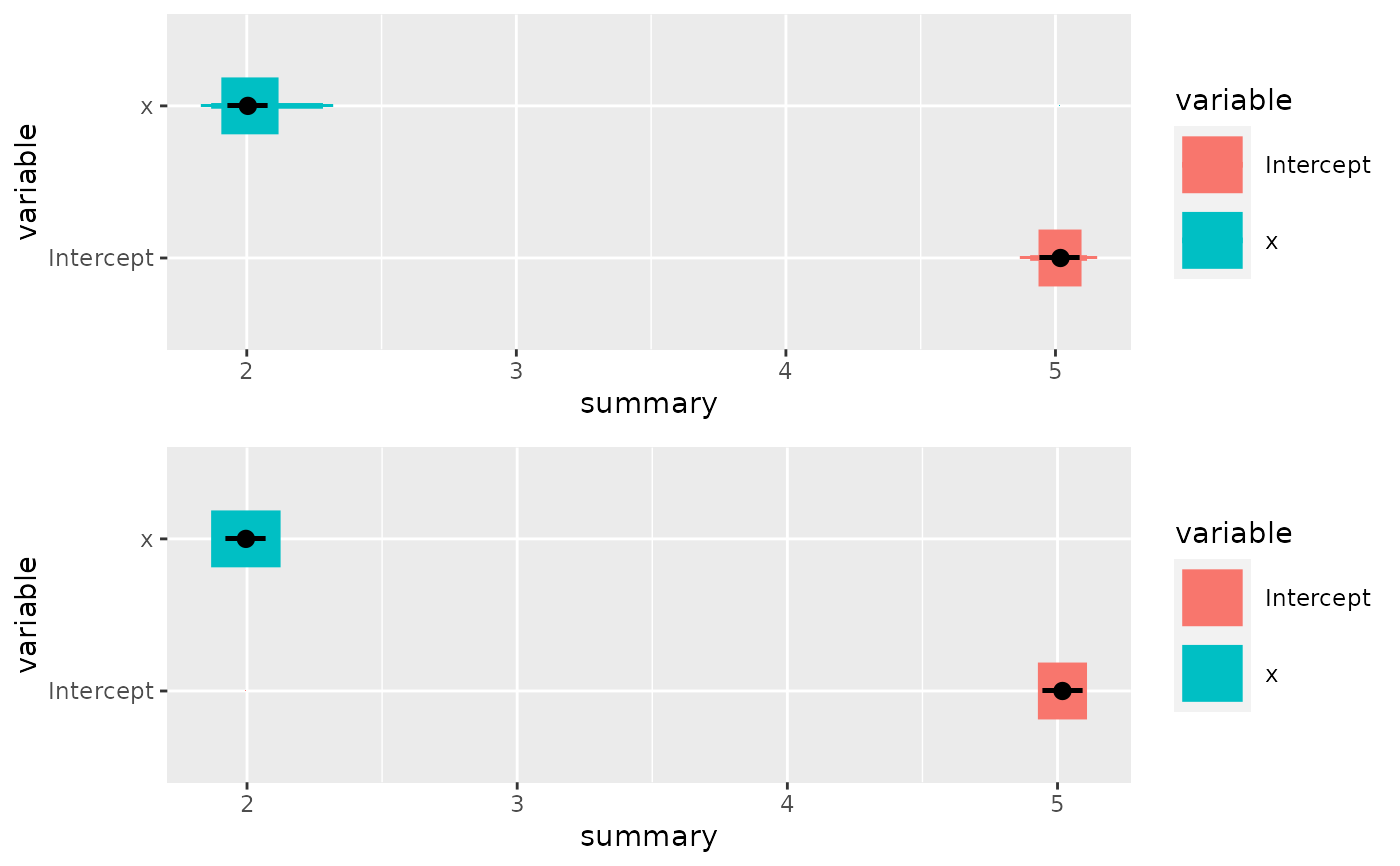 variable
x
Intercept
2 3 4 5
summary
variable
Intercept
x
variable
x
Intercept
2 3 4 5
summary
variable
Intercept
x